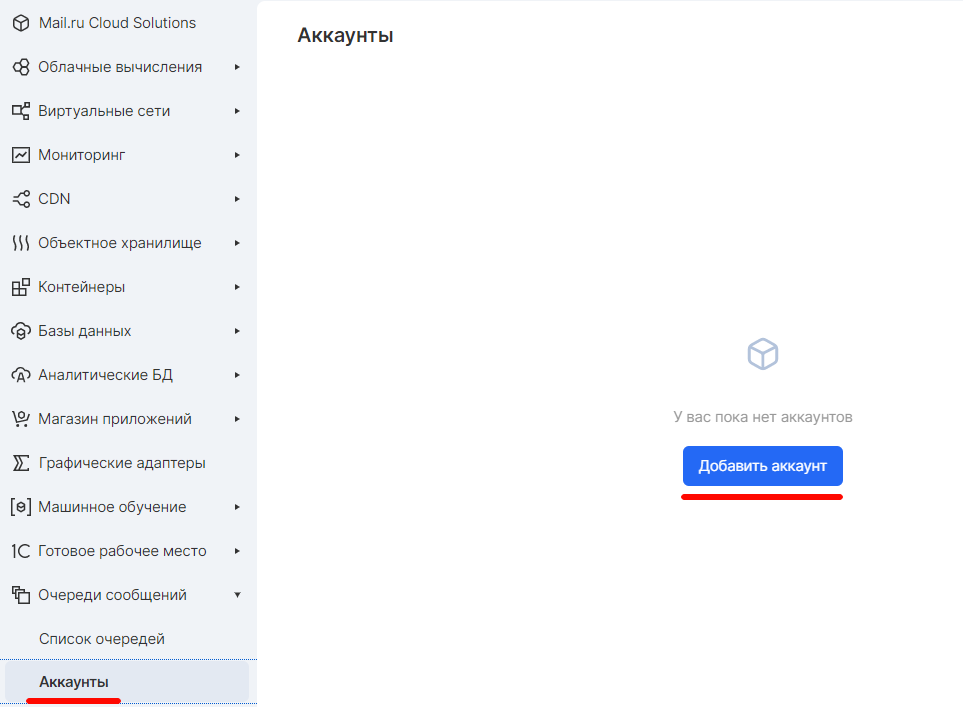 Mail.ru Cloud Solutions
Облачные вычисления
Виртуальные сети
Мониторинг
CDN
Объектное хранилище
Контейнеры
Базы данных
Аналитические БД
Магазин приложений
Графические адаптеры
Машинное обучение
1C Готовое рабочее место
Очереди сообщений
Список очередей
Аккаунты
Аккаунты
У вас пока нет аккаунтов
Добавить аккаунт